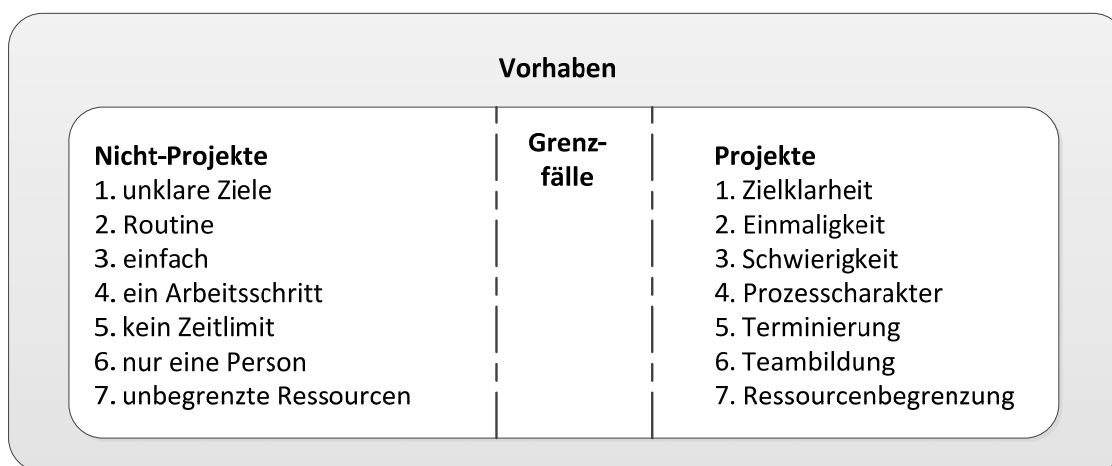 Vorhaben
Nicht-Projekte
1. unklare Ziele
2. Routine
3. einfach
4. ein Arbeitsschritt
5. kein Zeitlimit
6. nur eine Person
7. unbegrenzte Ressourcen
Grenz-
fälle
Projekte
1. Zielklarheit
2. Einmaligkeit
3. Schwierigkeit
4. Prozesscharakter
5. Terminierung
6. Teambildung
7. Ressourcenbegrenzung